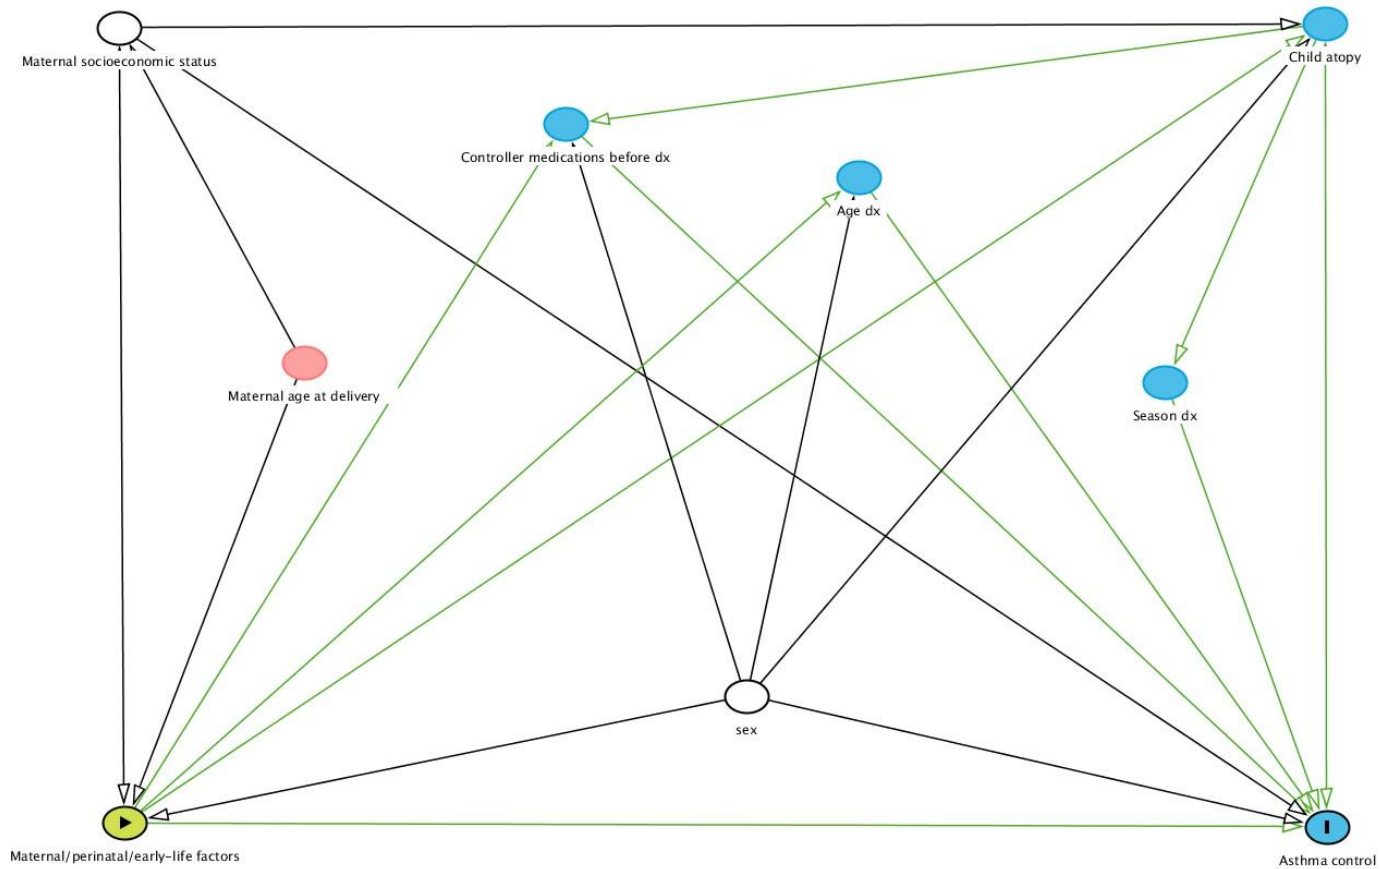 Maternal socioeconomic status
Child atopy
Controller medications before dx
Age dx
Maternal age at delivery
Season dx
sex
Maternal/perinatal/early-life factors
Asthma control